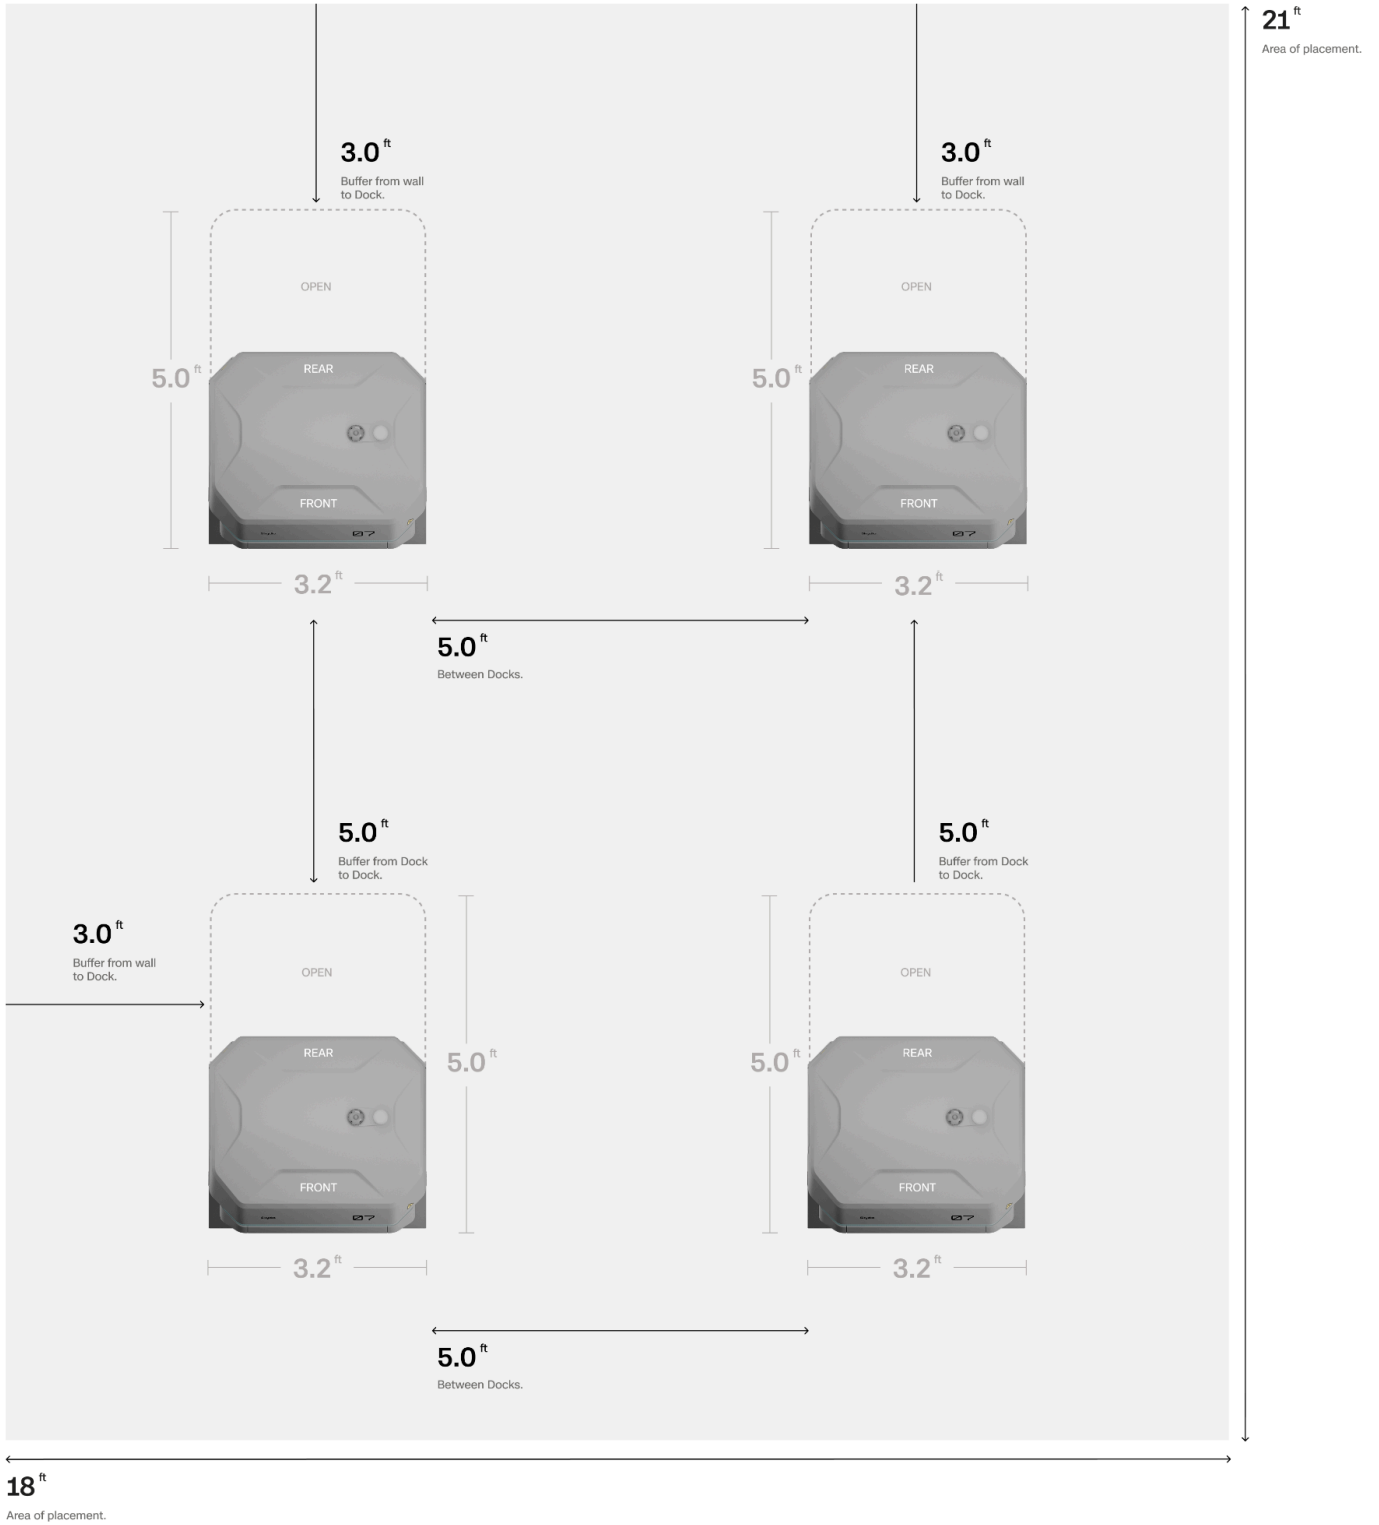 21 ft
Area of placement.
3.0 ft
Buffer from wall
to Dock.
3.0 ft
Buffer from wall
to Dock.
OPEN
OPEN
REAR
REAR
5.0 ft
5.0 ft
FRONT
FRONT
07
07
3.2 ft
3.2 ft
5.0 ft
Between Docks.
5.0 ft
Buffer from Dock
to Dock.
5.0 ft
Buffer from Dock
to Dock.
3.0 ft
Buffer from wall
to Dock.
OPEN
OPEN
REAR
REAR
5.0 ft
5.0 ft
FRONT
FRONT
07
07
3.2 ft
3.2 ft
5.0 ft
Between Docks.
18 ft
Area of placement.